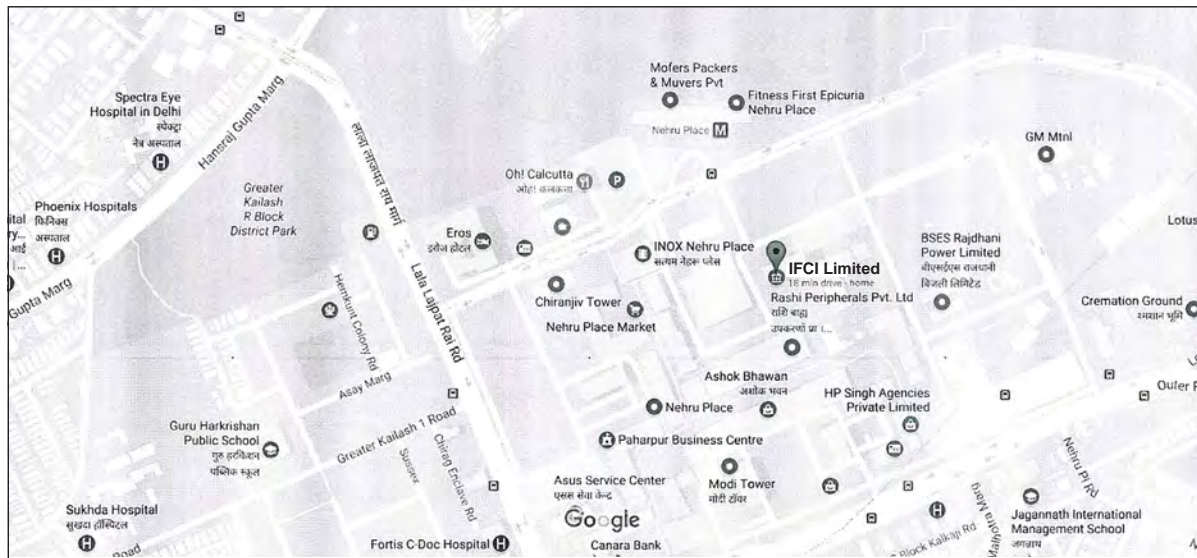 Spectra Eye
Hospital in Delhi
स्पेक्ट्रा
नेत्र अस्पताल
Hansraj Gupta Marg
लाला लाजपत राय मार्ग
Mofers Packers
& Muvers Pvt
Fitness First Epicuria
Nehru Place
Nehru Place
M
GM Mtnl
Phoenix Hospitals
फिनिक्स
अस्पताल
Greater
Kailash
R Block
District Park
Oh! Calcutta
ओह! कलकत्ता
P
Eros
इरोज़ होटल
INOX Nehru Place
सत्यम नेहरू प्लेस
IFCI Limited
18 min drive - home
Rashi Peripherals Pvt. Ltd
राशि बाह्य
उपकरणों प्रा ।...
BSES Rajdhani
Power Limited
बीएसईएस राजधानी
बिजली लिमिटेड
Lotus
Gupta Marg
Hemkunt Colony Rd
Lala Lajpat Rai Rd
Chiranjiv Tower
Nehru Place Market
Cremation Ground
श्मशान भूमि
Asay Marg
Ashok Bhawan
अशोक भवन
HP Singh Agencies
Private Limited
Outer
Nehru Place
Guru Harkrishan
Public School
गुरु हरकिशन
पब्लिक स्कूल
Greater Kailash 1 Road
Chirag Enclave Rd
Sussex
Paharpur Business Centre
Asus Service Center
एसस सेवा केन्द्र
Modi Tower
मोदी टॉवर
Nehru Pl Rd
Sukhda Hospital
सुखदा हॉस्पिटल
Road
Google
Fortis C-Doc Hospital
Canara Bank
Block Kalkaji Rd
Malhotra Marg
Jagannath International
Management School
जगन्नाथ